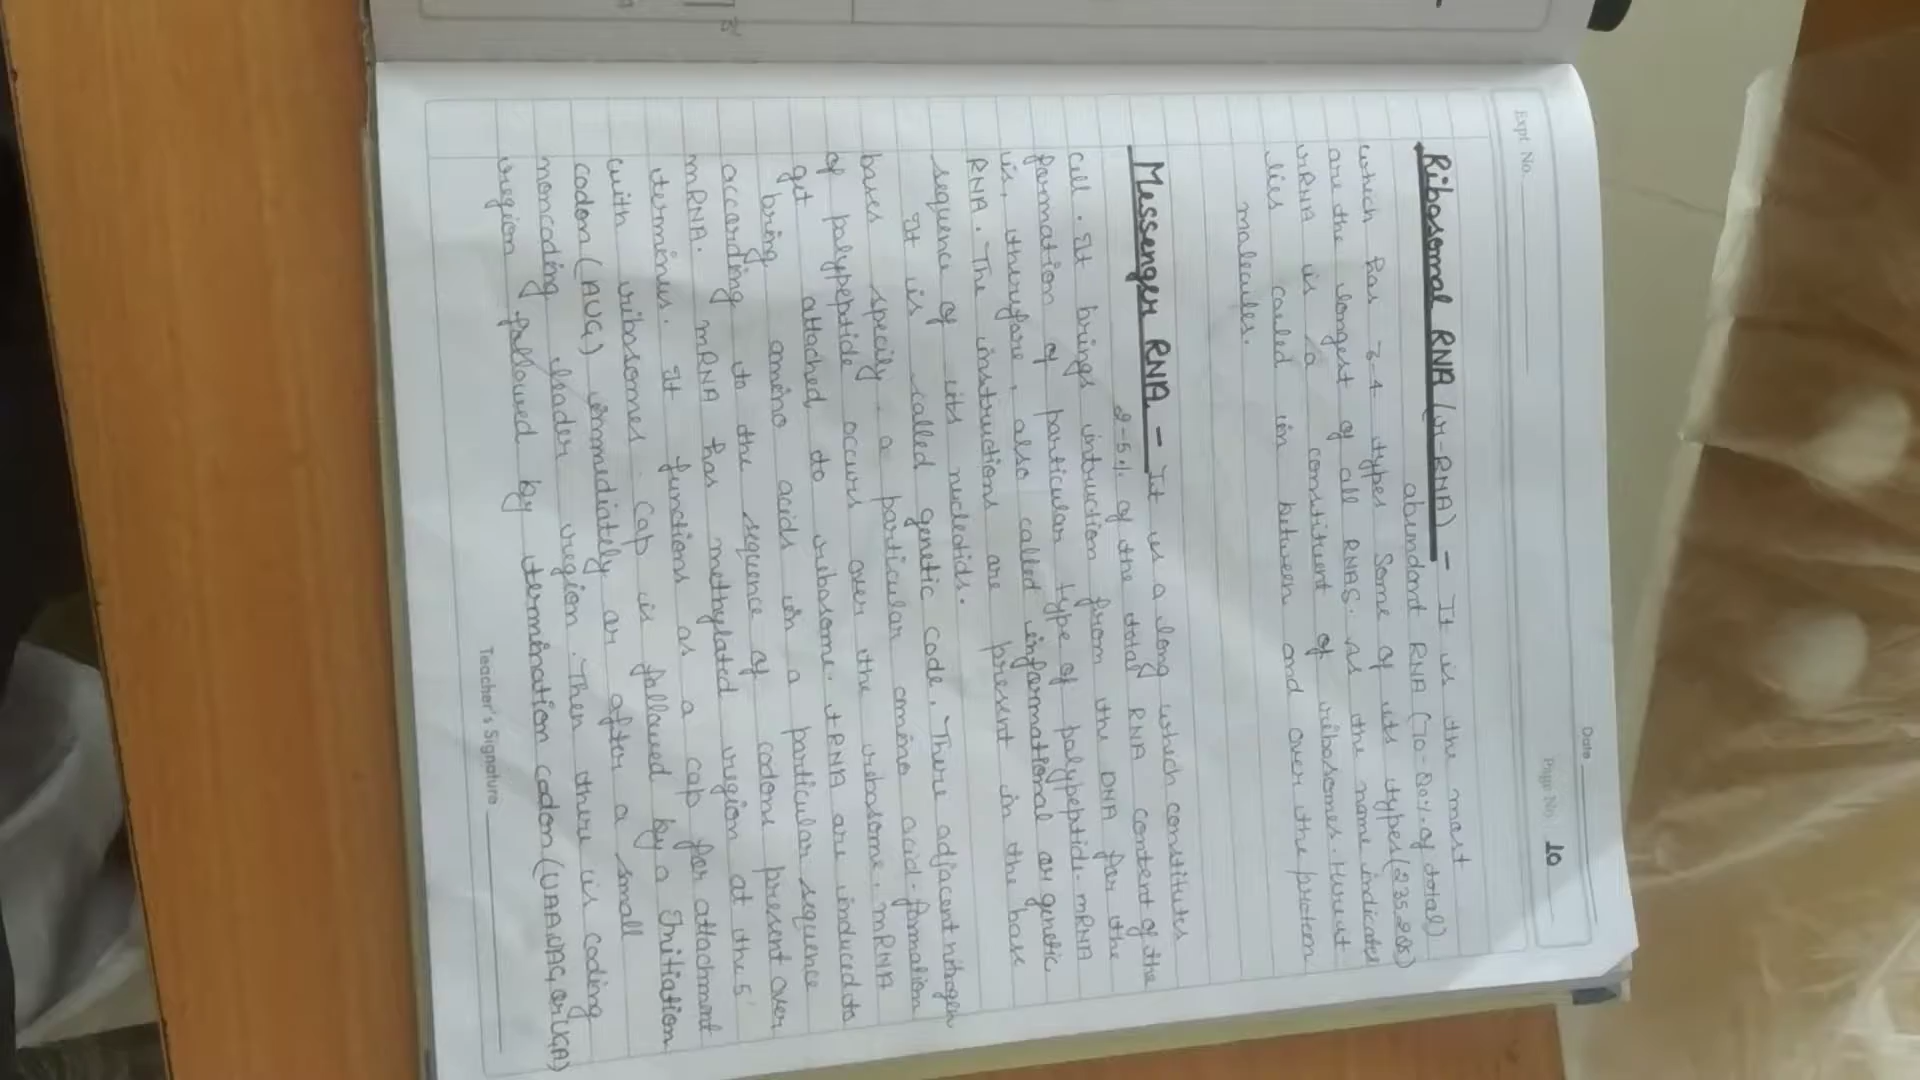 Date
Expt No.
Page No. 10
Ribosomal RNA (r-RNA) - It is the most
abundant RNA (70-80% of total)
which has 3-4 types Some of its types (23S, 28S)
are the longest of all RNAS. As the name indicates
rRNA is a constituent of ribosomes. Hereit
lies coiled in between and over the protein
molecules.
Messenger RNA - It is a long which constitutes
2-5% of the total RNA content of the
cell. It brings intruction from the DNA for the
formation of particular type of polypeptide. mRNA
is, therefore, also called informational or genetic
RNA. The instructions are present in the base
sequence of its nucleotids.
It is called genetic code. There adjacent nitrogen
bases specily a particular amino acid. formation
of polypeptide occurs over the ribosome. mRNA
get attached to ribosome. tRNA are induced to
bring amino acids in a particular sequence
according to the sequence of codons present over
mRNA. mRNA has methylated region at the 5'
terminus. It functions as a cap for attachment
with ribsomes. Cap is followed by a Initiation
codon (AUG) immediately or after a small
noncoding leader region. Then there is coding
region followed by termination codon (UAA, UAG, or UGA)
Teacher's Signature